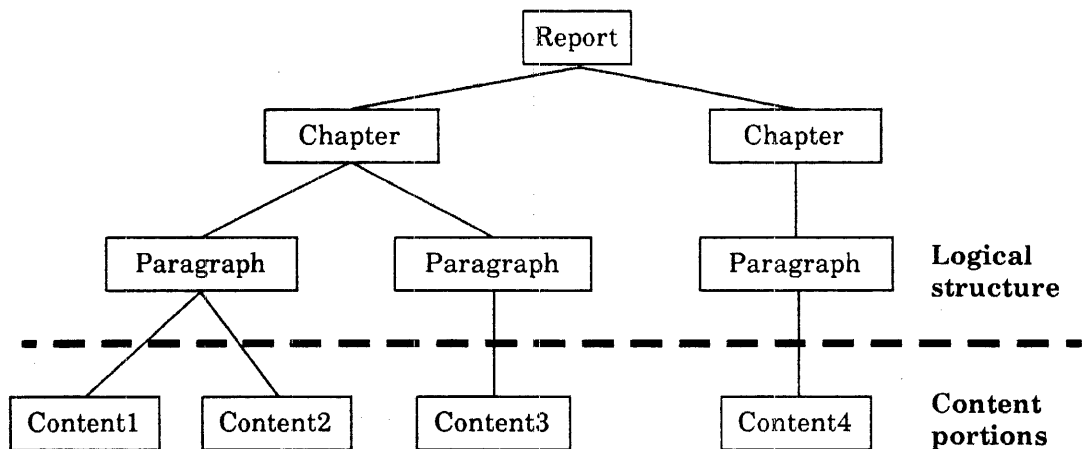 Report
Chapter
Chapter
Paragraph
Paragraph
Paragraph
Logical
structure
Content1
Content2
Content3
Content4
Content
portions